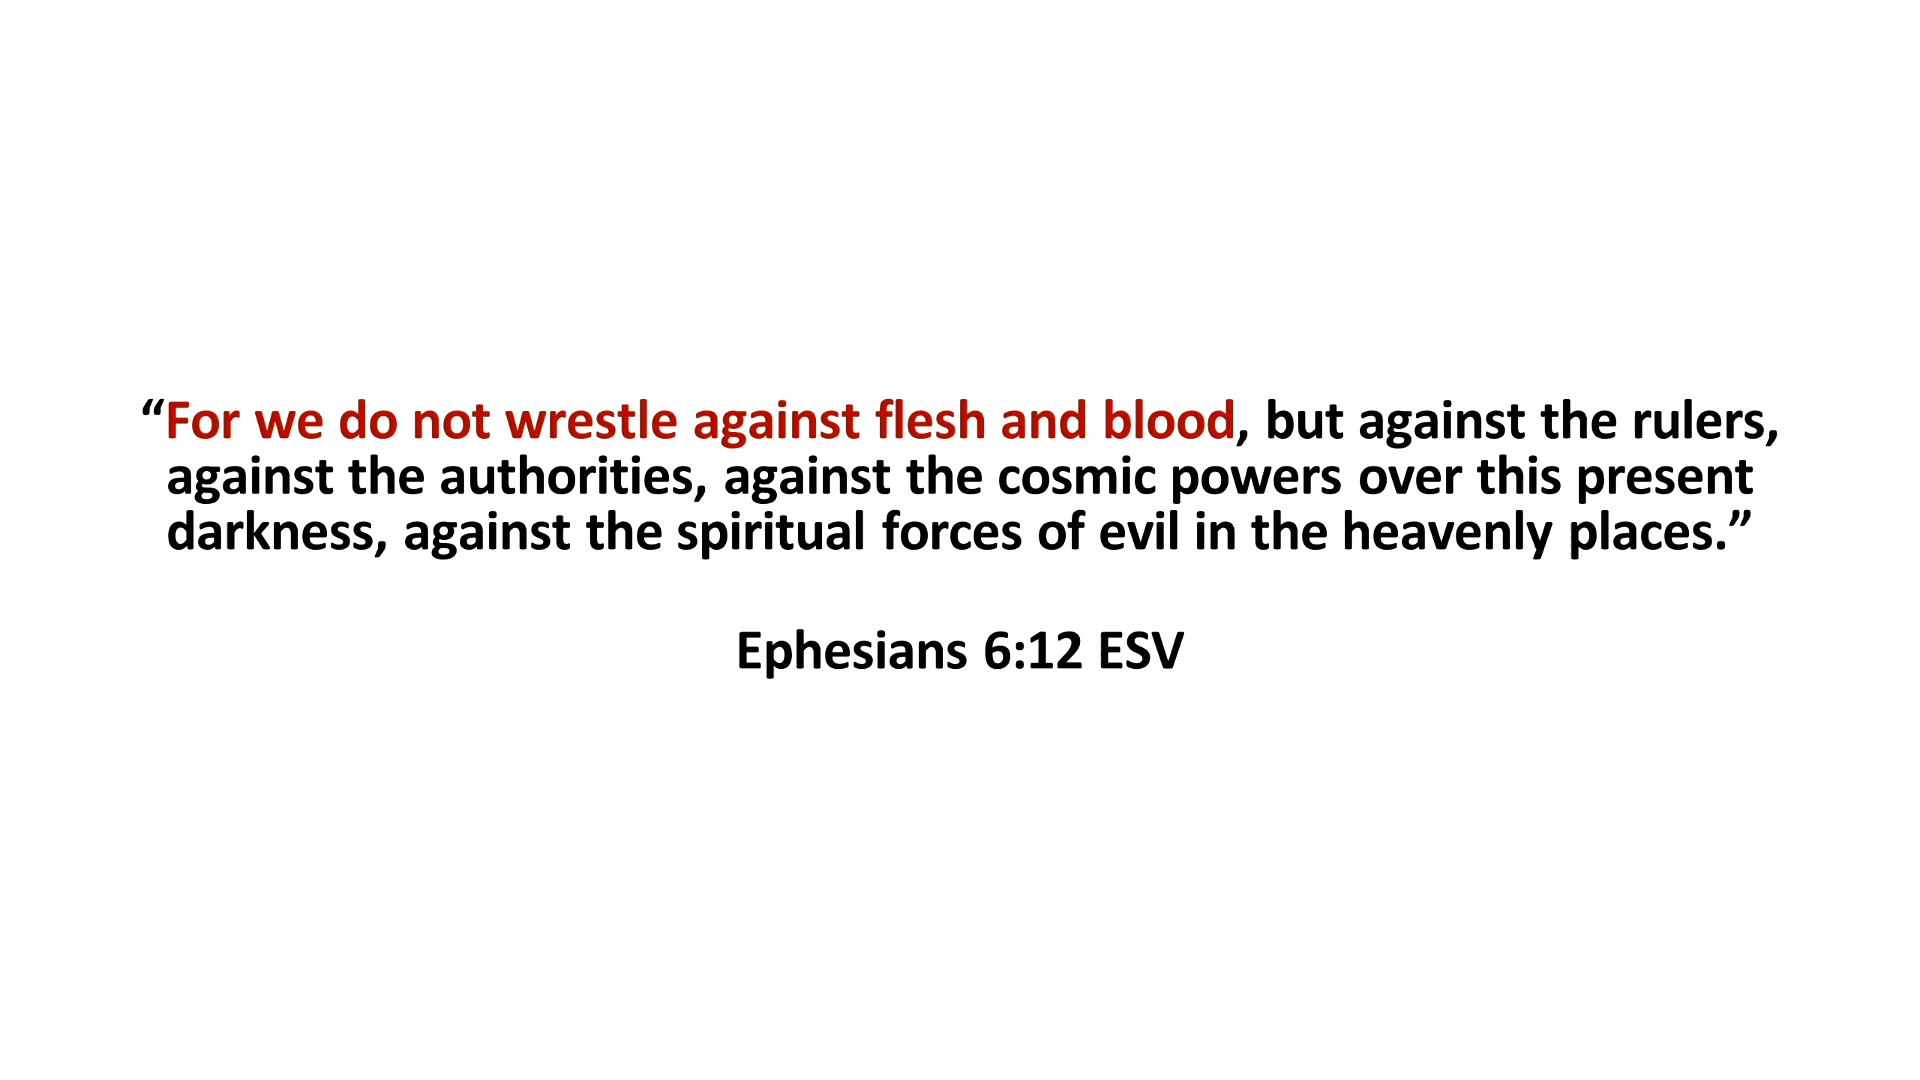 “For we do not wrestle against flesh and blood, but against the rulers,
against the authorities, against the cosmic powers over this present
darkness, against the spiritual forces of evil in the heavenly places.”
Ephesians 6:12 ESV